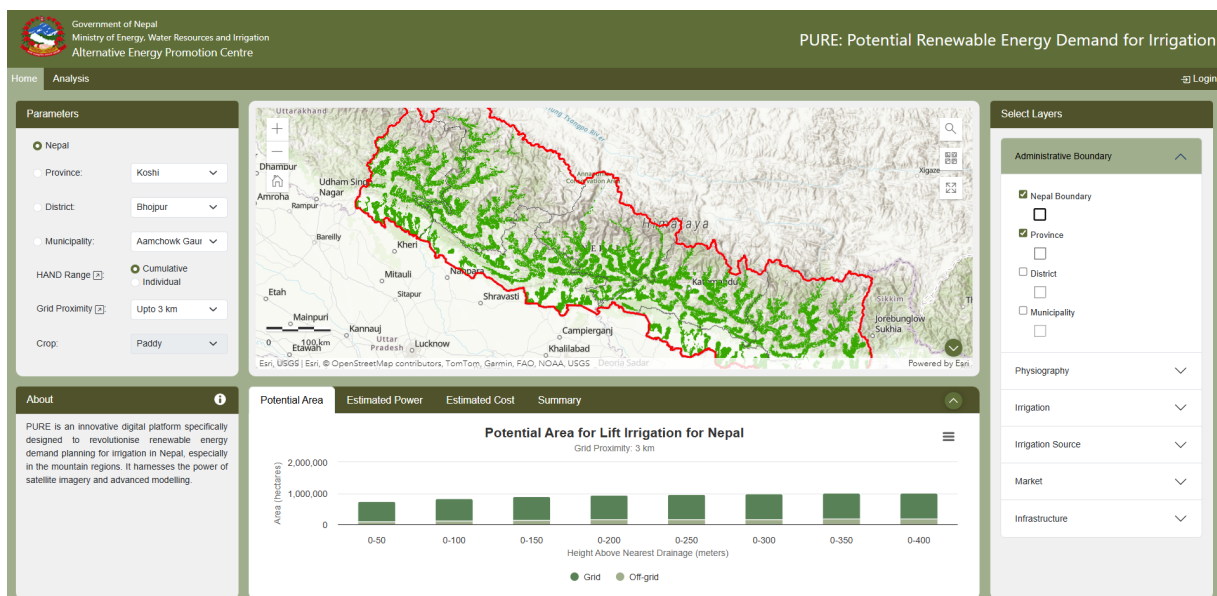 Government of Nepal
Ministry of Energy, Water Resources and Irrigation
Alternative Energy Promotion Centre
PURE: Potential Renewable Energy Demand for Irrigation
Home
Analysis
Login
Parameters
Nepal
Province:
Koshi
District:
Bhojpur
Municipality:
Aamchowk Gaur
HAND Range
Cumulative
Individual
Grid Proximity
Upto 3 km
Crop:
Paddy
About
PURE is an innovative digital platform specifically
designed to revolutionise renewable energy
demand planning for irrigation in Nepal, especially
in the mountain regions. It harnesses the power of
satellite imagery and advanced modelling.
Uttarakhand
Dhampur
Udham Sing
Nagar
Amroha
Rampur
Bareilly
Kheri
Mitauli
Nanpara
Etah
Sitapur
Shravasti
Mainpuri
Kannauj
0
100 km
Etawah
Uttar
Pradesh
Lucknow
Campierganj
Khalilabad
Deoria Sadar
Himalaya
Kathmandu
Xigaze
Sikkim
Jorebunglow
Sukhia
Esri, USGS | Esri, © OpenStreetMap contributors, TomTom, Garmin, FAO, NOAA, USGS
Powered by Esri
Potential Area
Estimated Power
Estimated Cost
Summary
Potential Area for Lift Irrigation for Nepal
Grid Proximity: 3 km
Area (hectares)
2,000,000
1,000,000
0
0-50
0-100
0-150
0-200
0-250
0-300
0-350
0-400
Height Above Nearest Drainage (meters)
Grid
Off-grid
Select Layers
Administrative Boundary
Nepal Boundary
Province
District
Municipality
Physiography
Irrigation
Irrigation Source
Market
Infrastructure